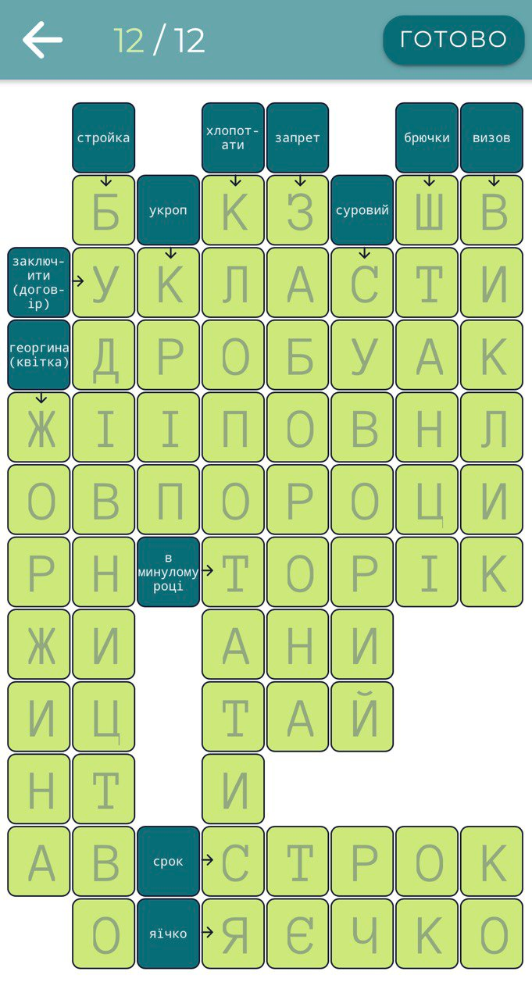 12 / 12 ГОТОВО
стройка хлопот-
ати запрет брючки визов
Б укроп К З суровий Ш В
заключ-
ити
(догов-
ір) У К Л А С Т И
георгина
(квітка) Д Р О Б У А К
Ж І І П О В Н Л
О В П О Р О Ц И
Р Н в
минулому
році Т О Р І К
Ж И А Н И
И Ц Т А Й
Н Т И
А В срок С Т Р О К
О яїчко Я Є Ч К О